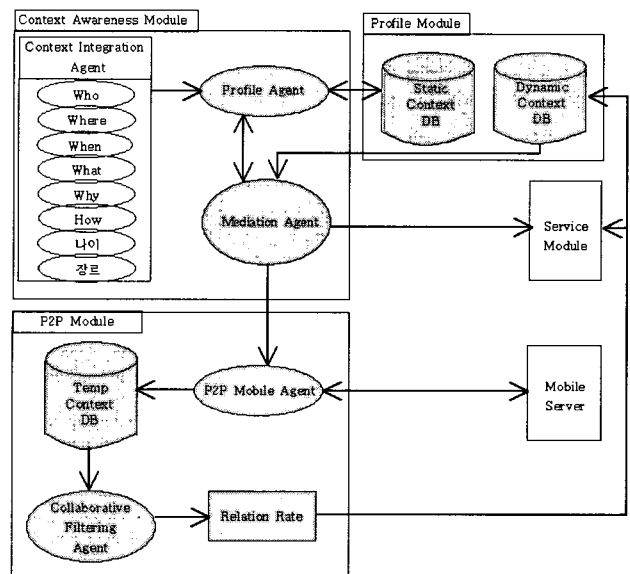 Context Awareness Module
Context Integration
Agent
Who
Where
When
What
Why
How
나이
장르
Profile Agent
Mediation Agent
Profile Module
Static
Context
DB
Dynamic
Context
DB
Service
Module
P2P Module
Temp
Context
DB
P2P Mobile Agent
Mobile
Server
Collaborative
Filtering
Agent
Relation Rate